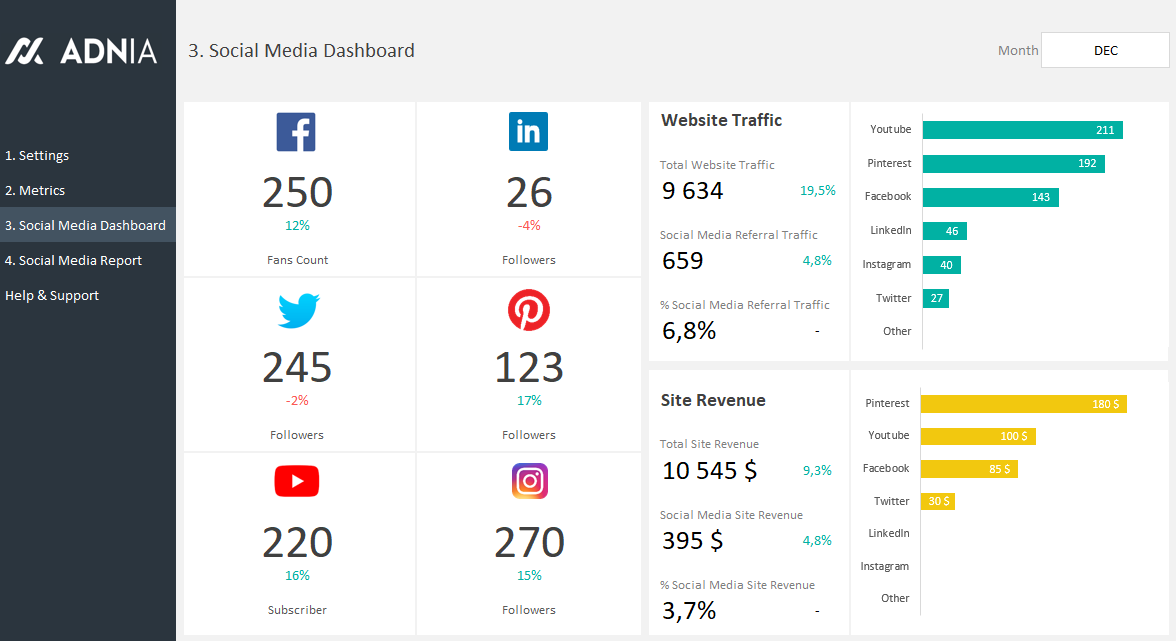 ADNIA
3. Social Media Dashboard
Month
DEC
1. Settings
2. Metrics
3. Social Media Dashboard
4. Social Media Report
Help & Support
f
250
12%
Fans Count
in
26
-4%
Followers
245
-2%
Followers
123
17%
Followers
220
16%
Subscriber
270
15%
Followers
Website Traffic
Total Website Traffic
9 634
19,5%
Social Media Referral Traffic
659
4,8%
% Social Media Referral Traffic
6,8%
-
Youtube
211
Pinterest
192
Facebook
143
LinkedIn
46
Instagram
40
Twitter
27
Other
Site Revenue
Total Site Revenue
10 545 $
9,3%
Social Media Site Revenue
395 $
4,8%
% Social Media Site Revenue
3,7%
-
Pinterest
180 $
Youtube
100 $
Facebook
85 $
Twitter
30 $
LinkedIn
Instagram
Other